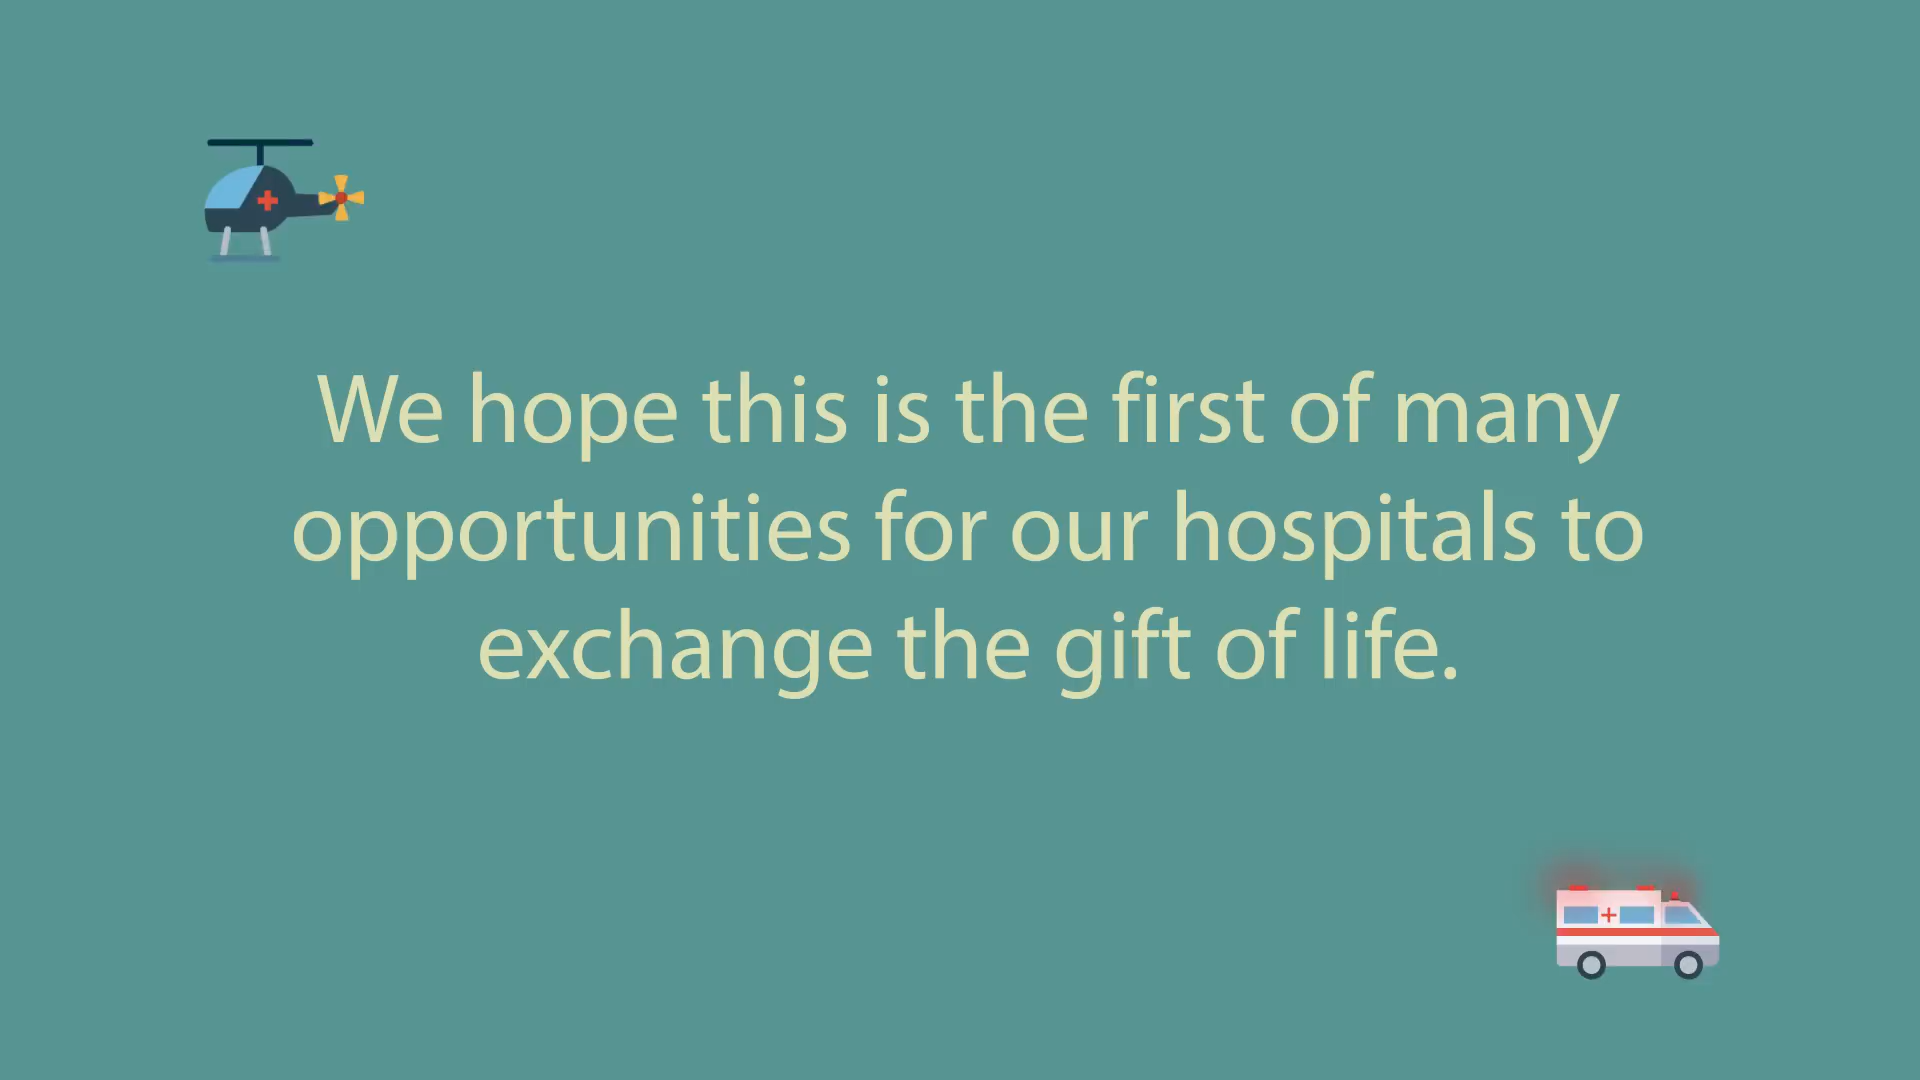 We hope this is the first of many
opportunities for our hospitals to
exchange the gift of life.